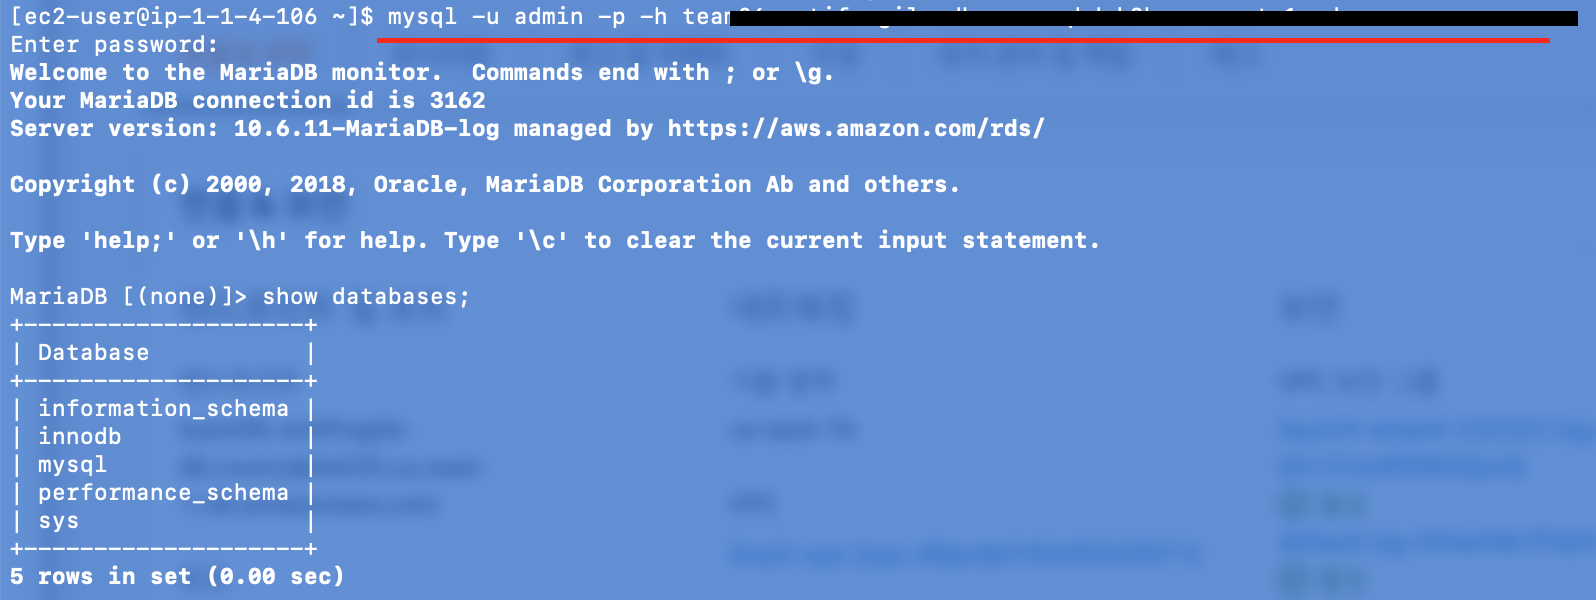 [ec2-user@ip-1-1-4-106 ~]$ mysql -u admin -p -h team
Enter password:
Welcome to the MariaDB monitor.  Commands end with ; or \g.
Your MariaDB connection id is 3162
Server version: 10.6.11-MariaDB-log managed by https://aws.amazon.com/rds/
Copyright (c) 2000, 2018, Oracle, MariaDB Corporation Ab and others.
Type 'help;' or '\h' for help. Type '\c' to clear the current input statement.
MariaDB [(none)]> show databases;
+--------------------+
| Database           |
+--------------------+
| information_schema |
| innodb             |
| mysql              |
| performance_schema |
| sys                |
+--------------------+
5 rows in set (0.00 sec)